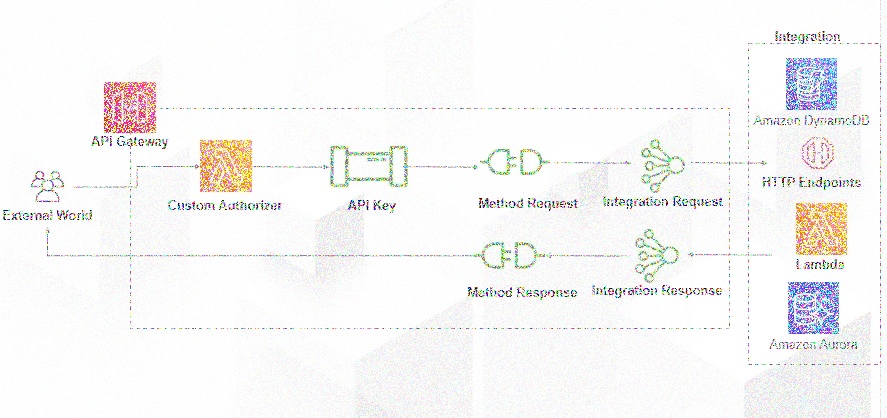 Integration
Amazon DynamoDB
API Gateway
HTTP Endpoints
External World
Custom Authorizer
API Key
Method Request
Integration Request
Lambda
Method Response
Integration Response
Amazon Aurora